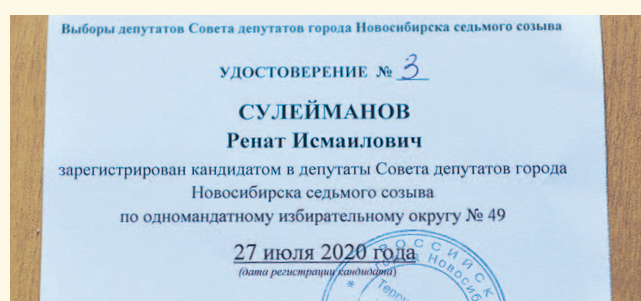 Выборы депутатов Совета депутатов города Новосибирска седьмого созыва
УДОСТОВЕРЕНИЕ № 3
СУЛЕЙМАНОВ
Ренат Исмаилович
зарегистрирован кандидатом в депутаты Совета депутатов города
Новосибирска седьмого созыва
по одномандатному избирательному округу № 49
27 июля 2020 года
(дата регистрации кандидата)